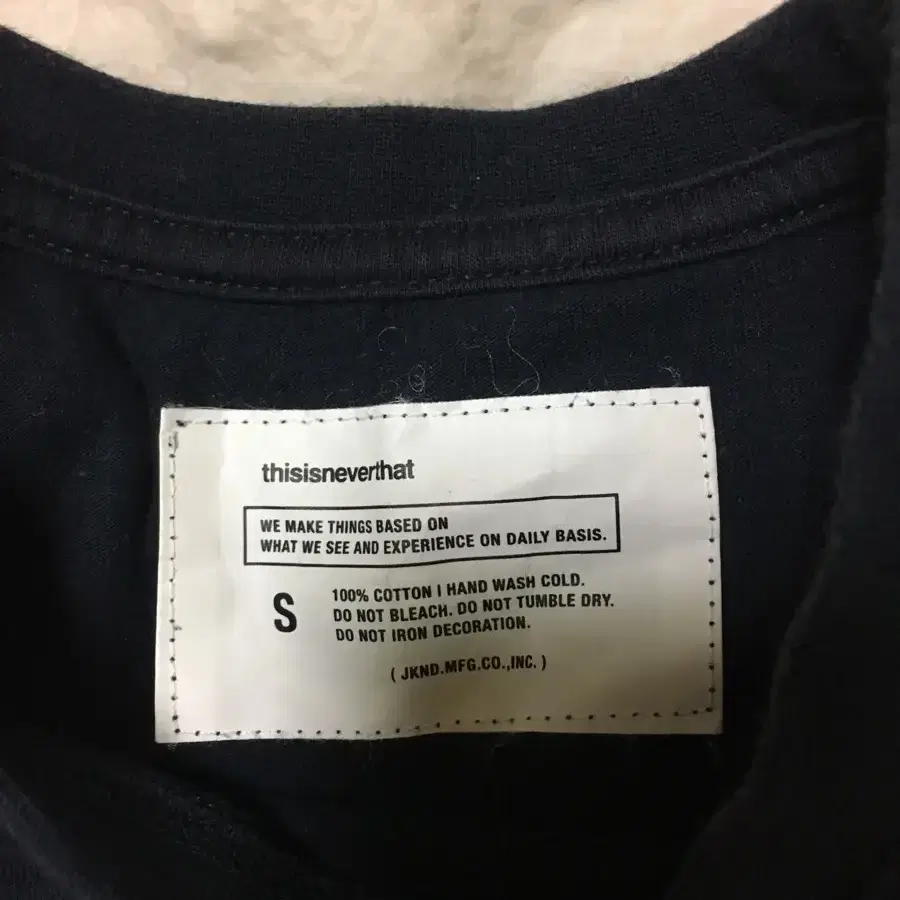 thisisneverthat
WE MAKE THINGS BASED ON
WHAT WE SEE AND EXPERIENCE ON DAILY BASIS.
S
100% COTTON I HAND WASH COLD.
DO NOT BLEACH. DO NOT TUMBLE DRY.
DO NOT IRON DECORATION.
( JKND.MFG.CO.,INC. )